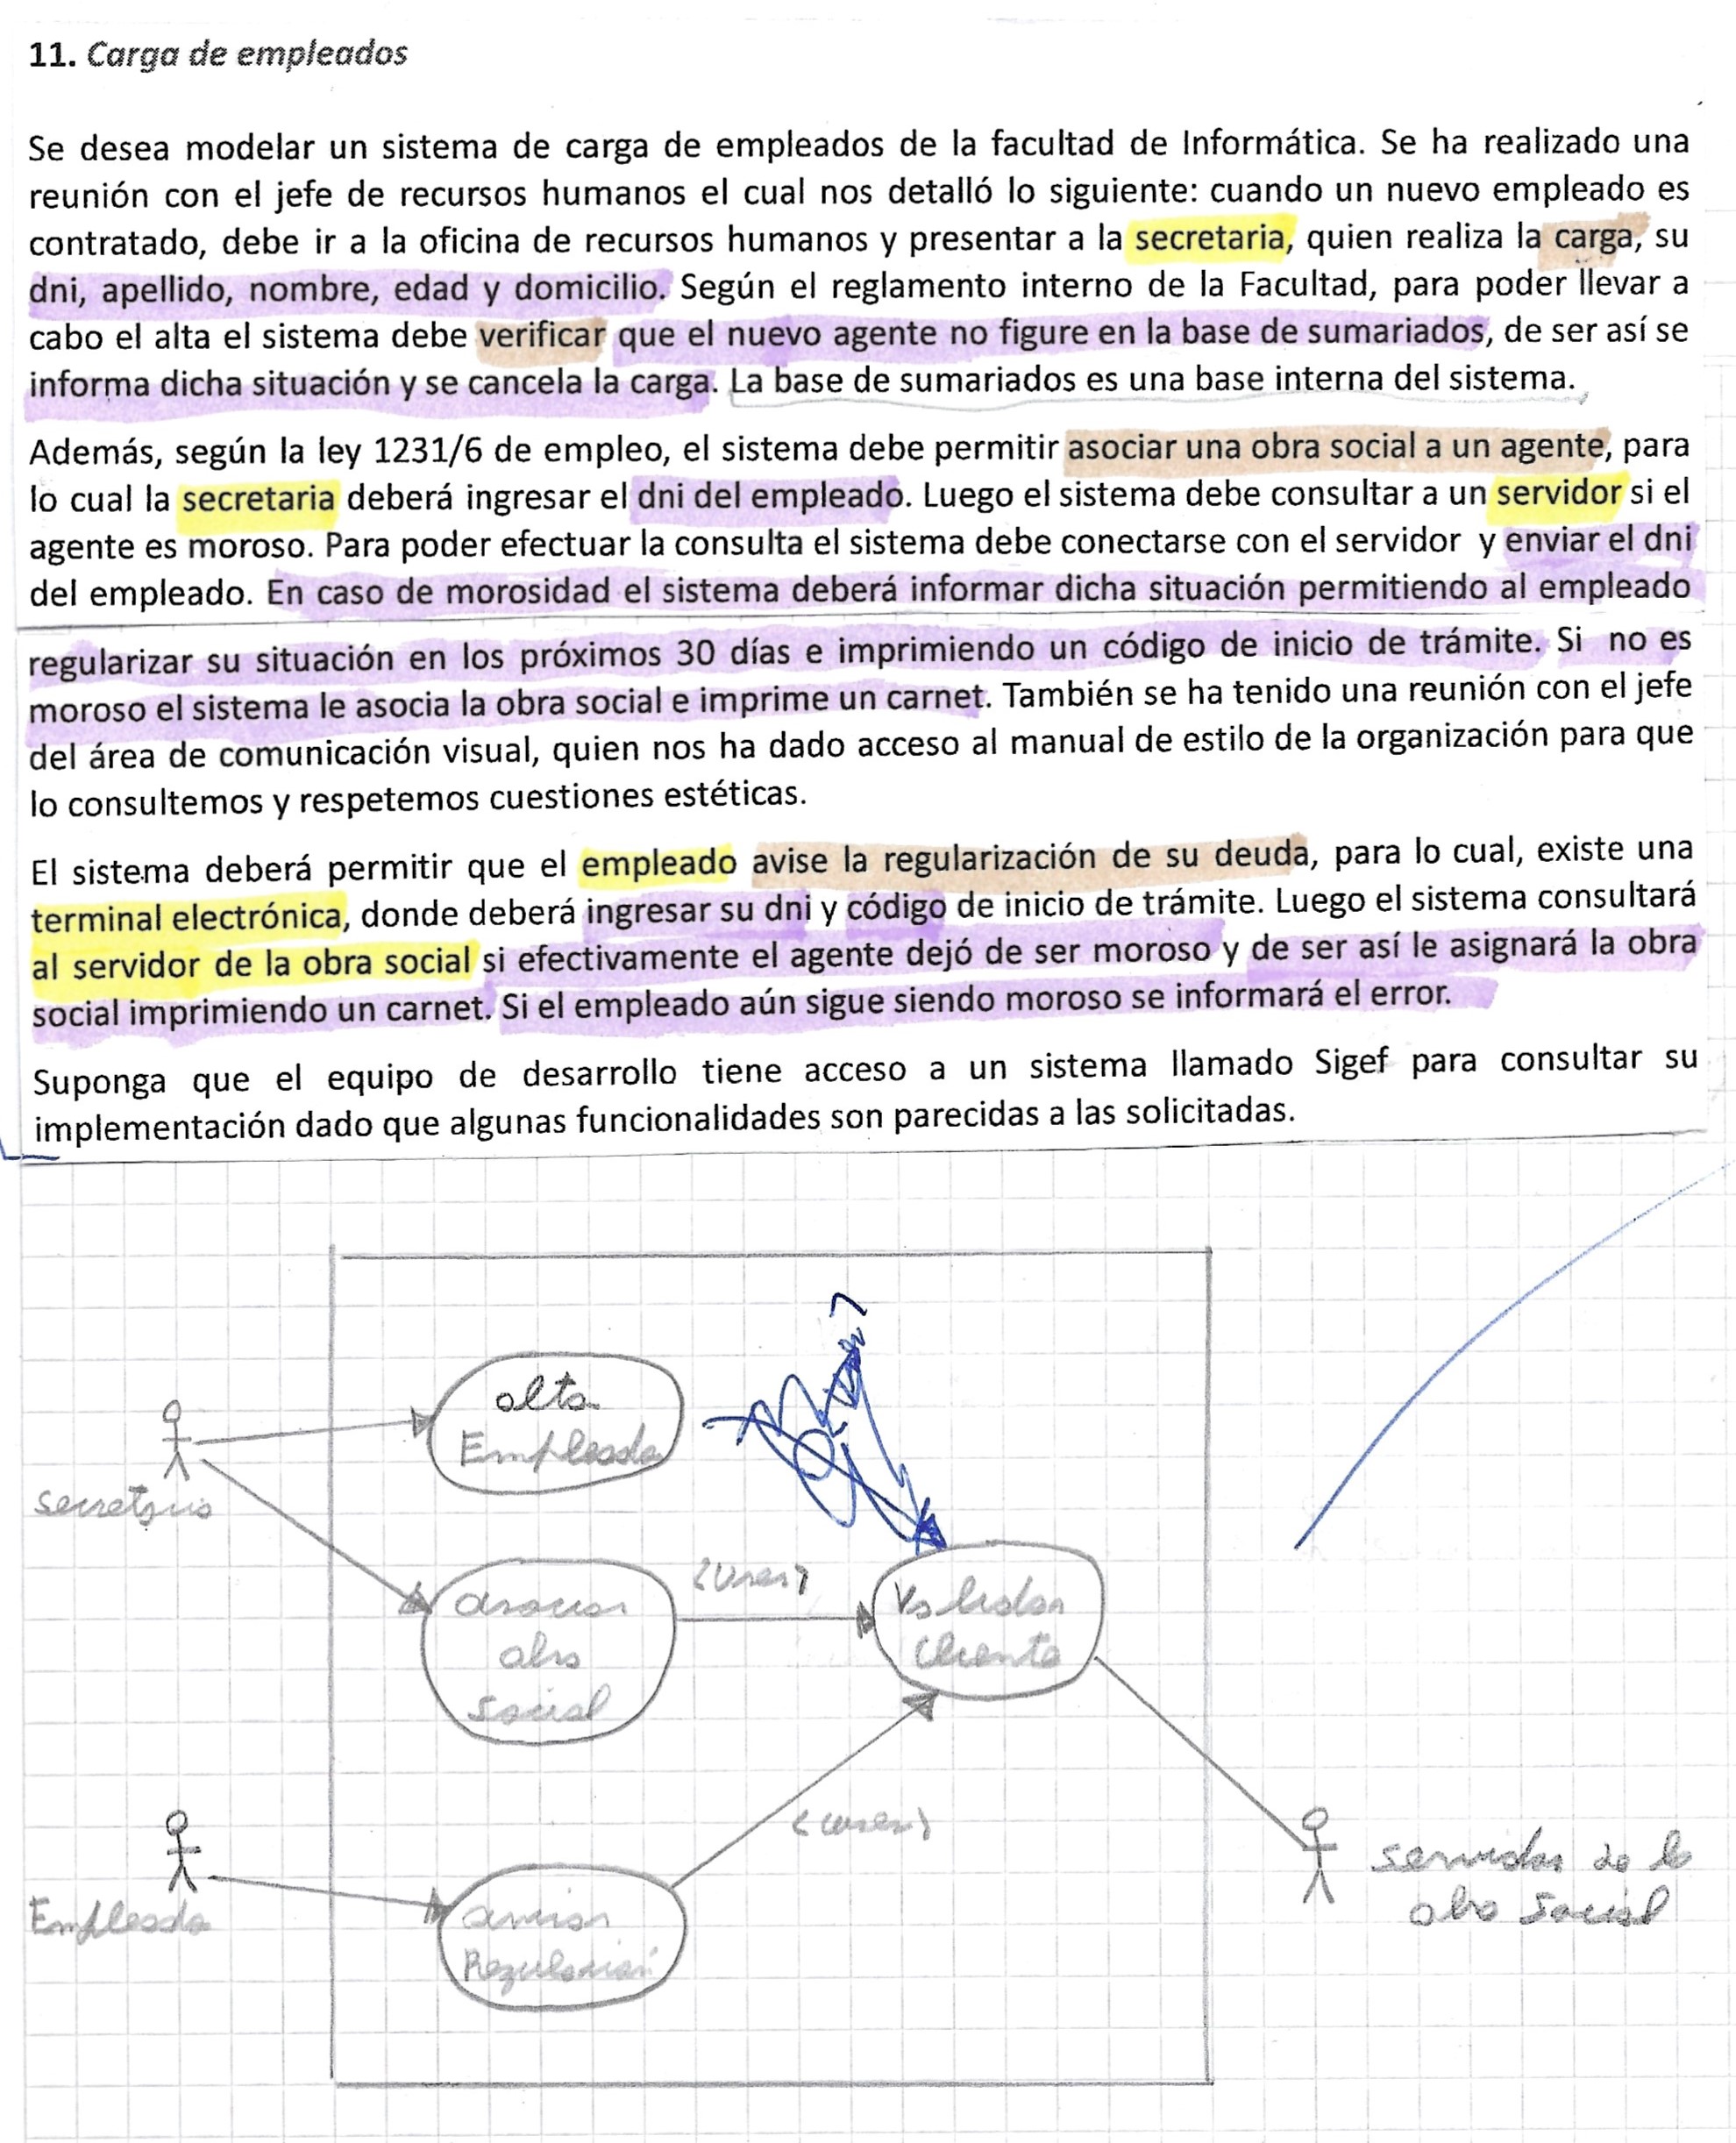 11. Carga de empleados
Se desea modelar un sistema de carga de empleados de la facultad de Informática. Se ha realizado una
reunión con el jefe de recursos humanos el cual nos detalló lo siguiente: cuando un nuevo empleado es
contratado, debe ir a la oficina de recursos humanos y presentar a la secretaria, quien realiza la carga, su
dni, apellido, nombre, edad y domicilio. Según el reglamento interno de la Facultad, para poder llevar a
cabo el alta el sistema debe verificar que el nuevo agente no figure en la base de sumariados, de ser así se
informa dicha situación y se cancela la carga. La base de sumariados es una base interna del sistema.
Además, según la ley 1231/6 de empleo, el sistema debe permitir asociar una obra social a un agente, para
lo cual la secretaria deberá ingresar el dni del empleado. Luego el sistema debe consultar a un servidor si el
agente es moroso. Para poder efectuar la consulta el sistema debe conectarse con el servidor y enviar el dni
del empleado. En caso de morosidad el sistema deberá informar dicha situación permitiendo al empleado
regularizar su situación en los próximos 30 días e imprimiendo un código de inicio de trámite. Si no es
moroso el sistema le asocia la obra social e imprime un carnet. También se ha tenido una reunión con el jefe
del área de comunicación visual, quien nos ha dado acceso al manual de estilo de la organización para que
lo consultemos y respetemos cuestiones estéticas.
El sistema deberá permitir que el empleado avise la regularización de su deuda, para lo cual, existe una
terminal electrónica, donde deberá ingresar su dni y código de inicio de trámite. Luego el sistema consultará
al servidor de la obra social si efectivamente el agente dejó de ser moroso y de ser así le asignará la obra
social imprimiendo un carnet. Si el empleado aún sigue siendo moroso se informará el error.
Suponga que el equipo de desarrollo tiene acceso a un sistema llamado Sigef para consultar su
implementación dado que algunas funcionalidades son parecidas a las solicitadas.
alta
Empleado
secretaria
<Uses>
asociar
obra
social
Validar
Cliente
<uses>
Empleado
avisar
servidor de la
obra social